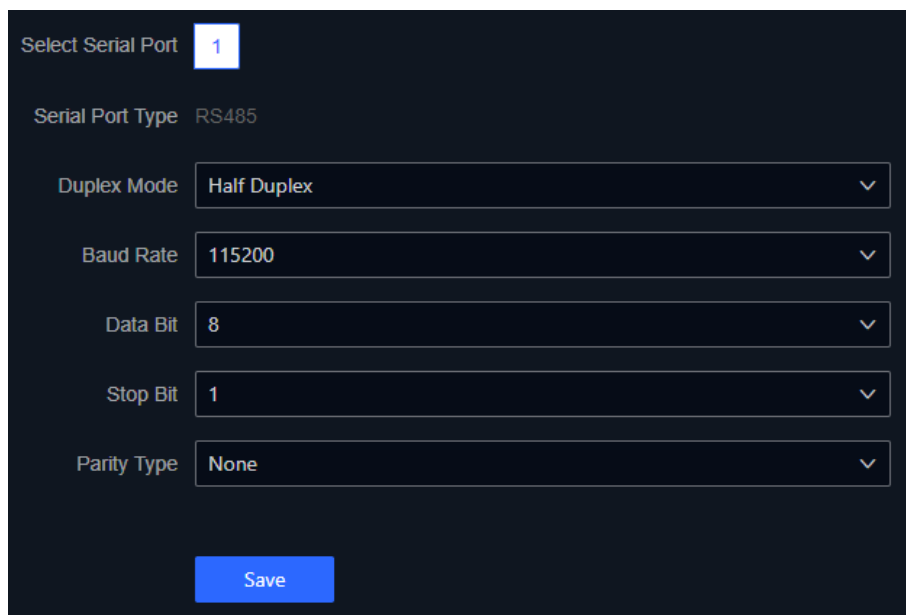 Select Serial Port 1
Serial Port Type RS485
Duplex Mode Half Duplex
Baud Rate 115200
Data Bit 8
Stop Bit 1
Parity Type None
Save